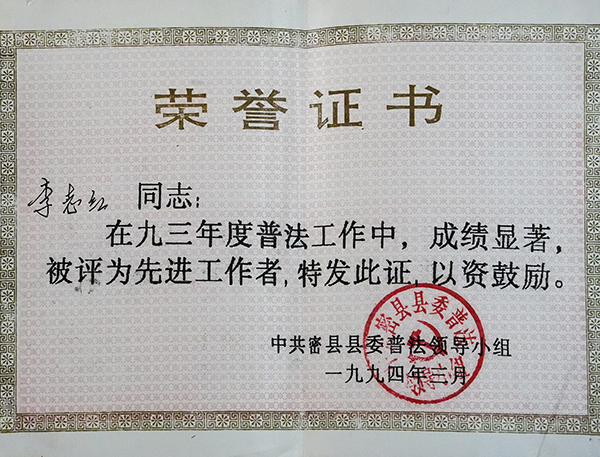 荣誉证书
李志红 同志：
在九三年度普法工作中，成绩显著，
被评为先进工作者，特发此证，以资鼓励。
中共密县县委普法领导小组
一九九四年三月